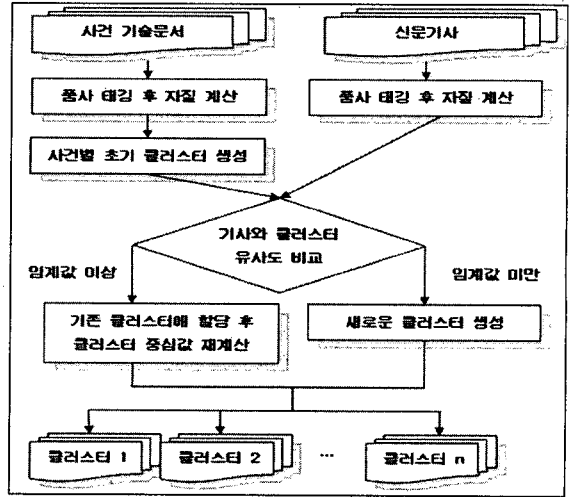 사건 기술문서
신문기사
품사 태깅 후 자질 계산
품사 태깅 후 자질 계산
사건별 초기 클러스터 생성
기사와 클러스터
유사도 비교
임계값 이상
임계값 미만
기존 클러스터에 할당 후
클러스터 중심값 재계산
새로운 클러스터 생성
클러스터 1
클러스터 2
...
클러스터 n